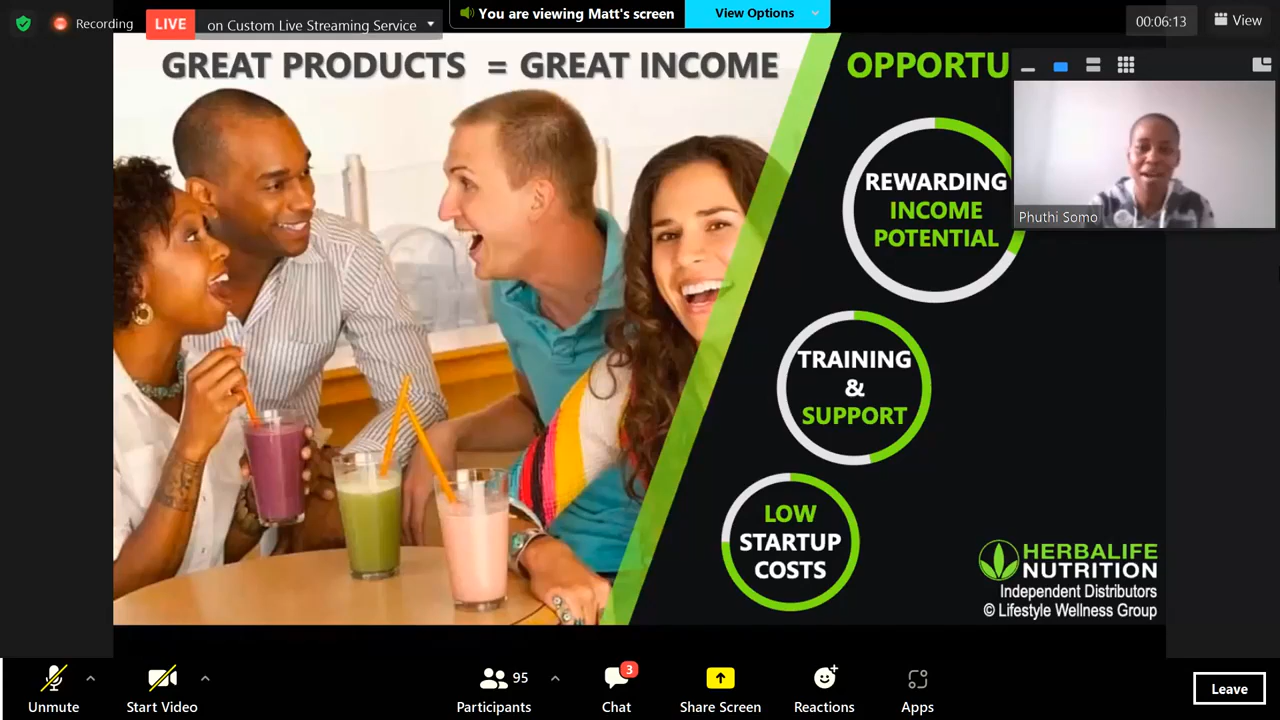 Recording
LIVE
on Custom Live Streaming Service
You are viewing Matt's screen
View Options
00:06:13
View
GREAT PRODUCTS = GREAT INCOME
OPPORTU
REWARDING
INCOME
POTENTIAL
Phuthi Somo
TRAINING
&
SUPPORT
LOW
STARTUP
COSTS
HERBALIFE
NUTRITION
Independent Distributors
© Lifestyle Wellness Group
Unmute
Start Video
95
Participants
3
Chat
Share Screen
Reactions
Apps
Leave